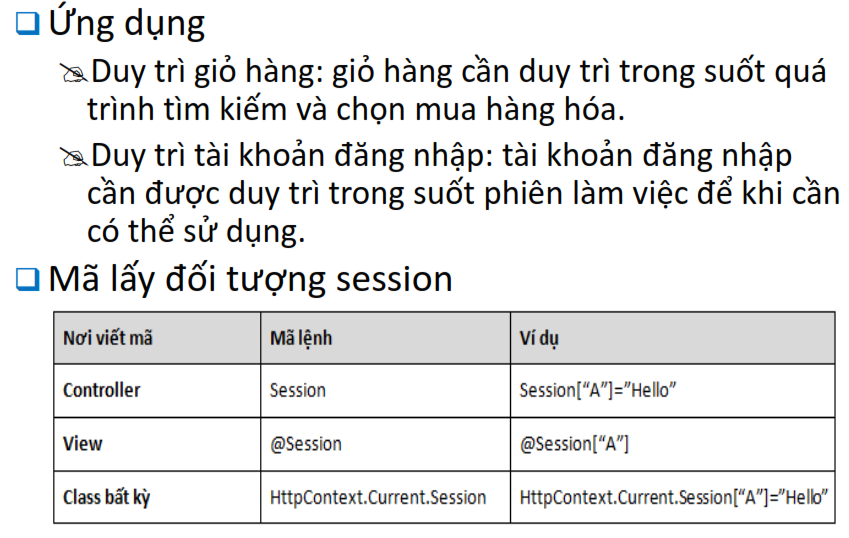 Ứng dụng
Duy trì giỏ hàng: giỏ hàng cần duy trì trong suốt quá
trình tìm kiếm và chọn mua hàng hóa.
Duy trì tài khoản đăng nhập: tài khoản đăng nhập
cần được duy trì trong suốt phiên làm việc để khi cần
có thể sử dụng.
Mã lấy đối tượng session
Nơi viết mã Mã lệnh Ví dụ
Controller Session Session[“A”]=”Hello”
View @Session @Session[“A”]
Class bất kỳ HttpContext.Current.Session HttpContext.Current.Session[“A”]=”Hello”